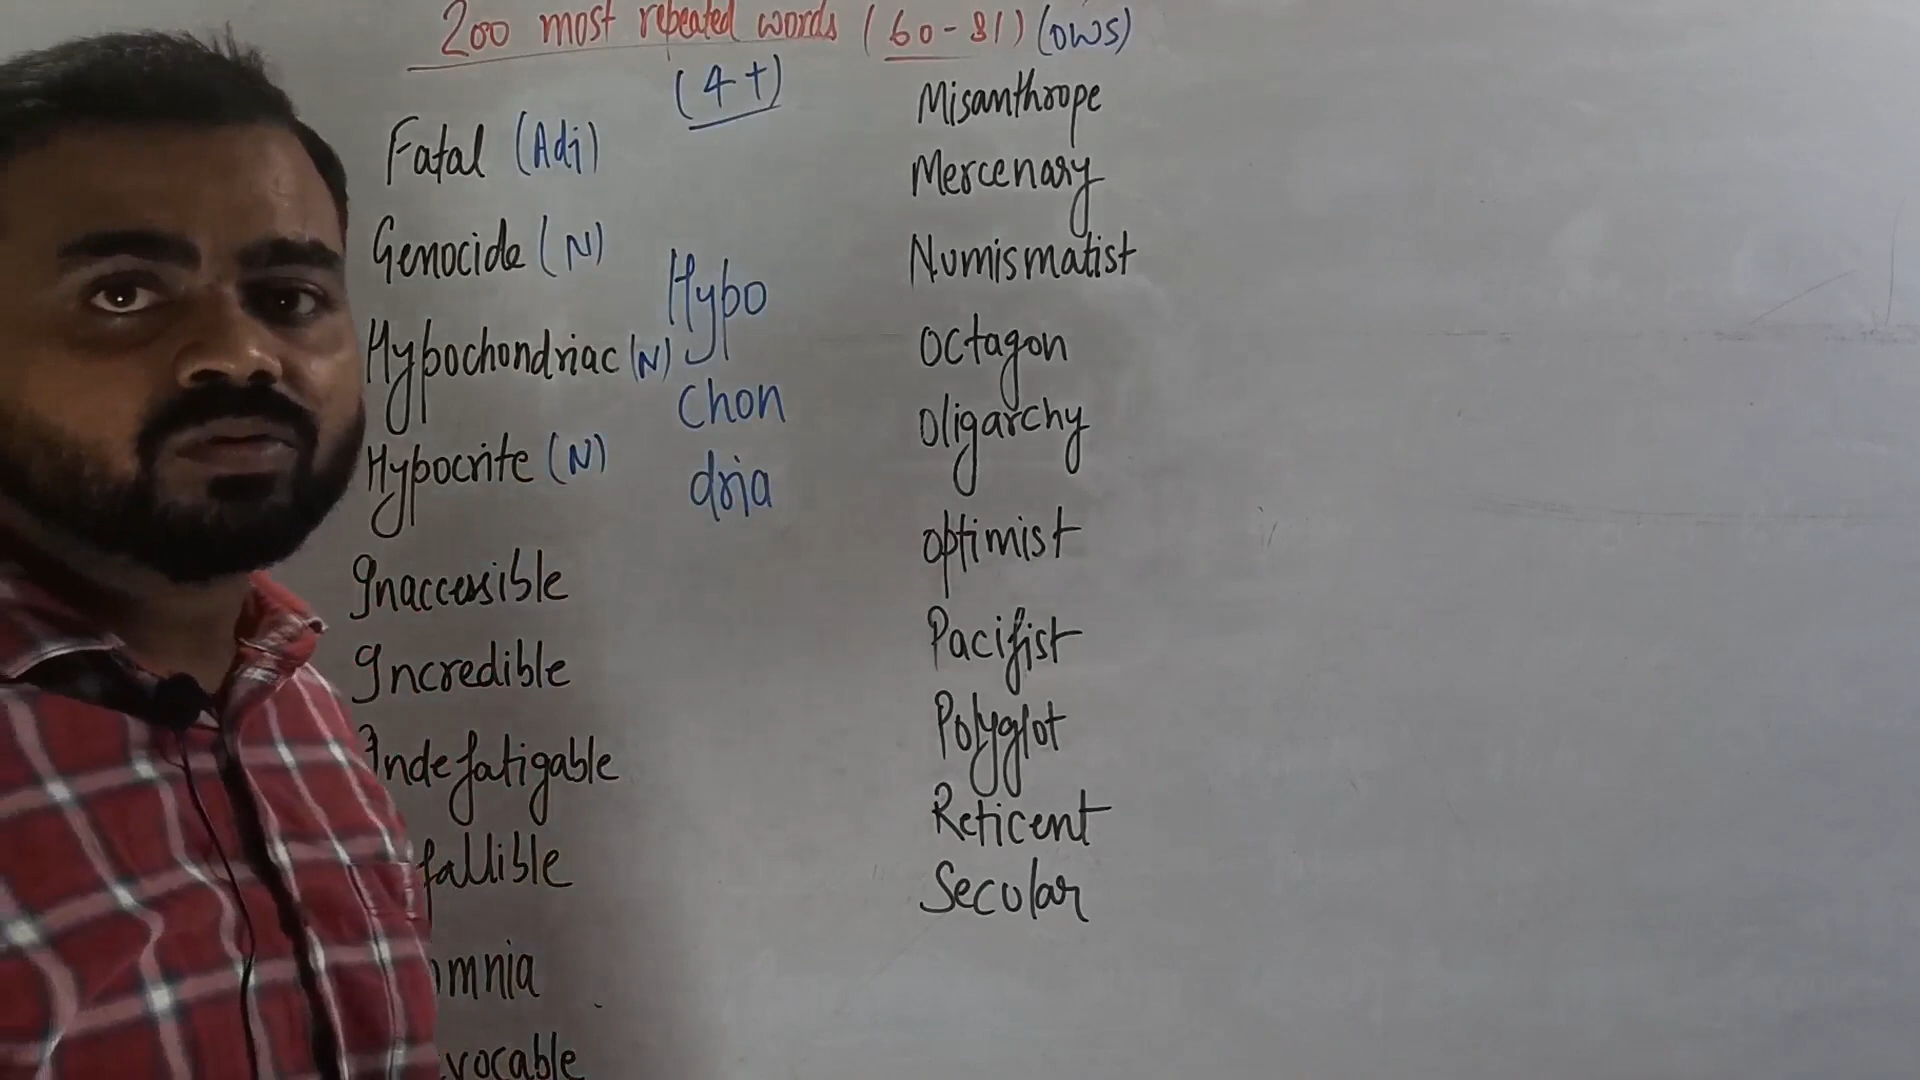 200 most repeated words (60-81) (OWS)
(4+)
Fatal (Adj)
Genocide (N)
Hypochondriac (N)
Hypocrite (N)
Inaccessible
Incredible
Indefatigable
fallible
omnia
vocable
Hypo
chon
dria
Misanthrope
Mercenary
Numismatist
Octagon
Oligarchy
Optimist
Pacifist
Polyglot
Reticent
Secular